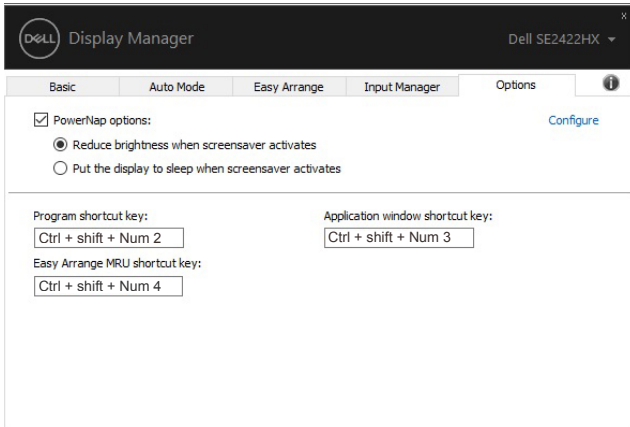 x
DELL Display Manager Dell SE2422HX
Basic Auto Mode Easy Arrange Input Manager Options i
PowerNap options: Configure
Reduce brightness when screensaver activates
Put the display to sleep when screensaver activates
Program shortcut key: Application window shortcut key:
Ctrl + shift + Num 2 Ctrl + shift + Num 3
Easy Arrange MRU shortcut key:
Ctrl + shift + Num 4